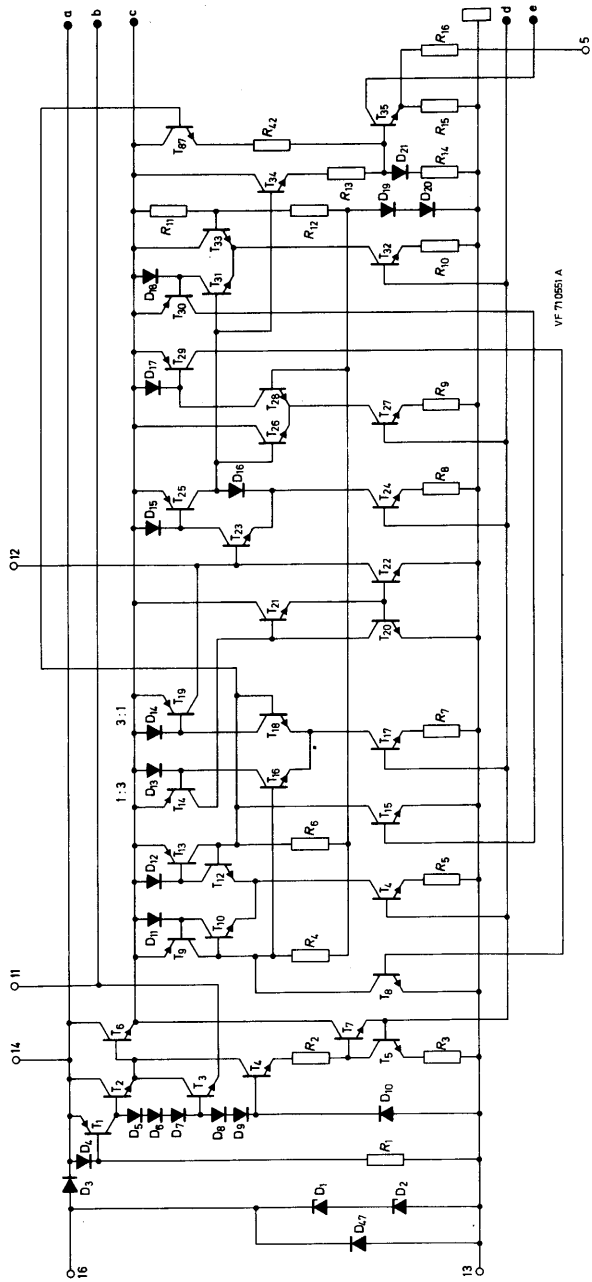 16
14
11
12
a
b
c
D3
D4
T1
T2
T6
D5
D6
D7
T3
D8
D9
T4
R2
T7
T5
R3
D10
R1
D1
D2
D47
13
D11
T9
T10
D12
T13
T12
R4
R6
T8
T4
R5
T15
1:3
3:1
T14
D13
D14
T19
T16
T18
T17
R7
T21
T20
T22
D15
T25
T23
D16
T24
R8
D17
T29
T26
T28
T27
R9
D18
T30
T31
T33
R11
R12
T32
R10
T34
R13
D19
D20
D21
R14
T87
R42
T35
R15
R16
d
e
5
VF 710551 A